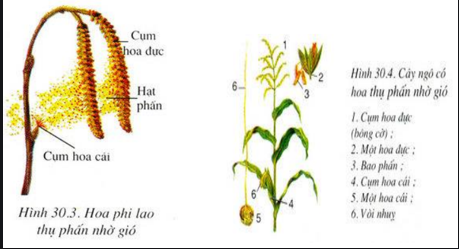 Cụm
hoa đực
Hạt
phấn
Cụm hoa cái
Hình 30.3. Hoa phi lao
thụ phấn nhờ gió
1
2
3
6
6
5
4
Hình 30.4. Cây ngô có
hoa thụ phấn nhờ gió
1. Cụm hoa đực
(bông cờ) ;
2. Một hoa đực ;
3. Bao phấn ;
4. Cụm hoa cái ;
5. Một hoa cái ;
6. Vòi nhuỵ